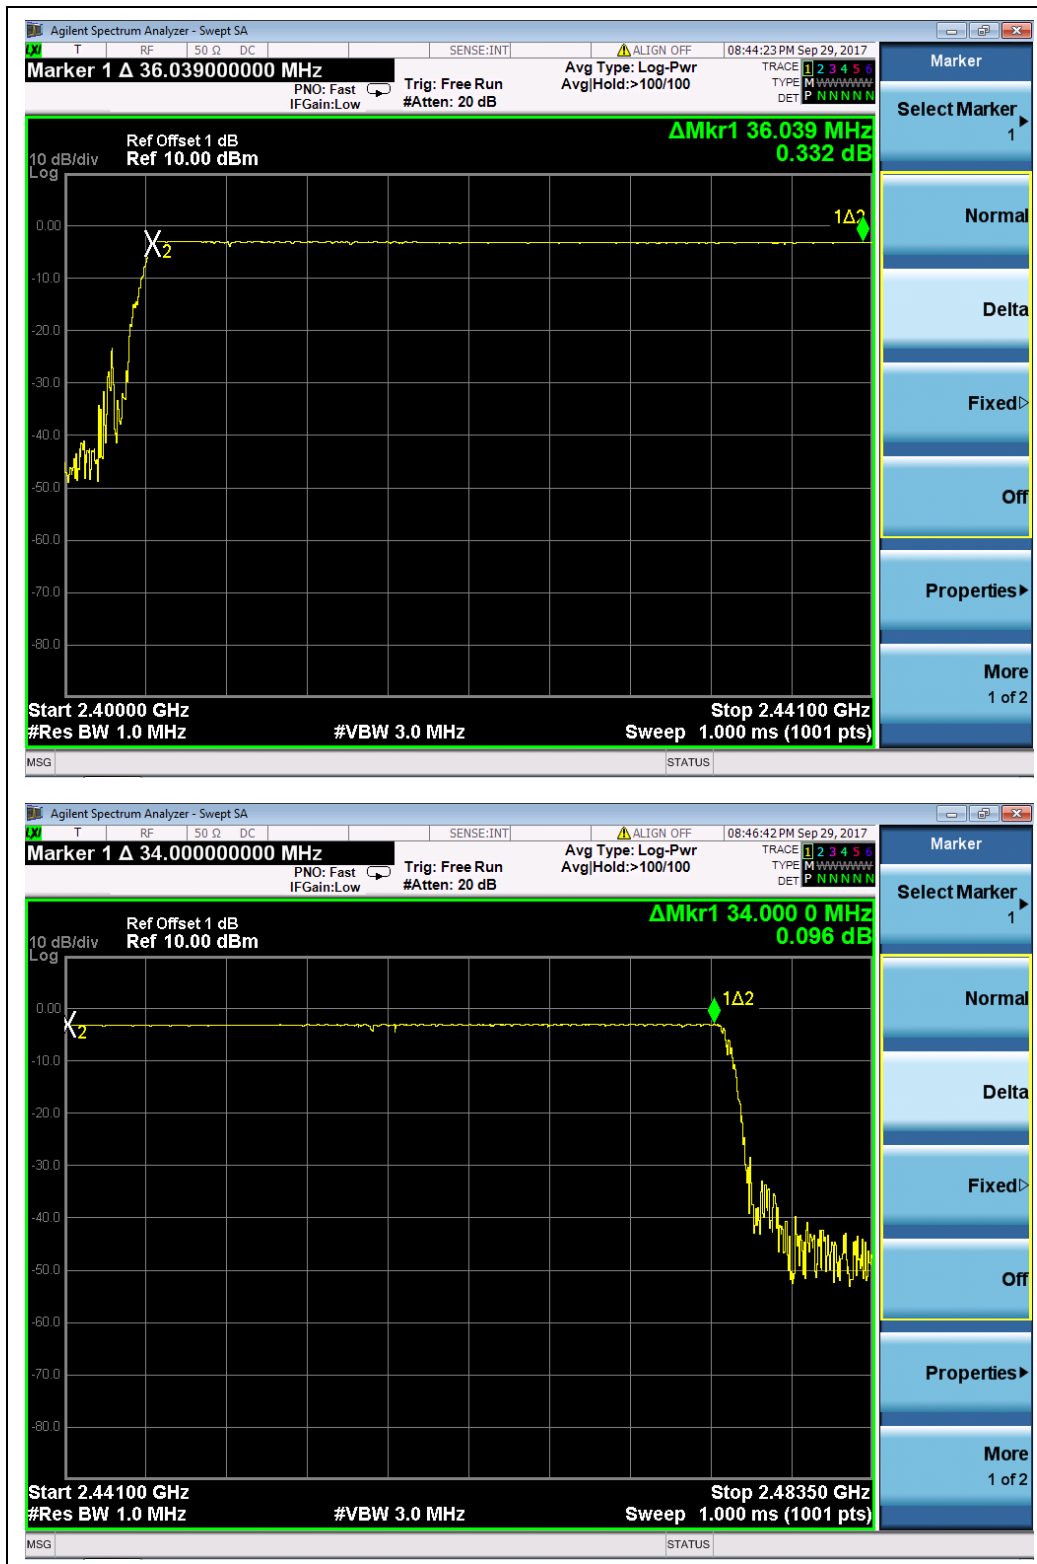 Agilent Spectrum Analyzer - Swept SA
LXI T RF 50 Ω DC SENSE:INT ALIGN OFF 08:44:23 PM Sep 29, 2017
Marker 1 Δ 36.039000000 MHz
PNO: Fast
IFGain:Low
Trig: Free Run
#Atten: 20 dB
Avg Type: Log-Pwr
Avg|Hold:>100/100
TRACE 1 2 3 4 5 6
TYPE M WWWWW
DET P N N N N N
ΔMkr1 36.039 MHz
0.332 dB
Ref Offset 1 dB
10 dB/div Ref 10.00 dBm
Log
1Δ2
0.00
2
-10.0
-20.0
-30.0
-40.0
-50.0
-60.0
-70.0
-80.0
Start 2.40000 GHz Stop 2.44100 GHz
#Res BW 1.0 MHz #VBW 3.0 MHz Sweep 1.000 ms (1001 pts)
MSG STATUS
Marker
Select Marker
1
Normal
Delta
Fixed
Off
Properties
More
1 of 2
Agilent Spectrum Analyzer - Swept SA
LXI T RF 50 Ω DC SENSE:INT ALIGN OFF 08:46:42 PM Sep 29, 2017
Marker 1 Δ 34.000000000 MHz
PNO: Fast
IFGain:Low
Trig: Free Run
#Atten: 20 dB
Avg Type: Log-Pwr
Avg|Hold:>100/100
TRACE 1 2 3 4 5 6
TYPE M WWWWW
DET P N N N N N
ΔMkr1 34.000 0 MHz
0.096 dB
Ref Offset 1 dB
10 dB/div Ref 10.00 dBm
Log
1Δ2
0.00
2
-10.0
-20.0
-30.0
-40.0
-50.0
-60.0
-70.0
-80.0
Start 2.44100 GHz Stop 2.48350 GHz
#Res BW 1.0 MHz #VBW 3.0 MHz Sweep 1.000 ms (1001 pts)
MSG STATUS
Marker
Select Marker
1
Normal
Delta
Fixed
Off
Properties
More
1 of 2